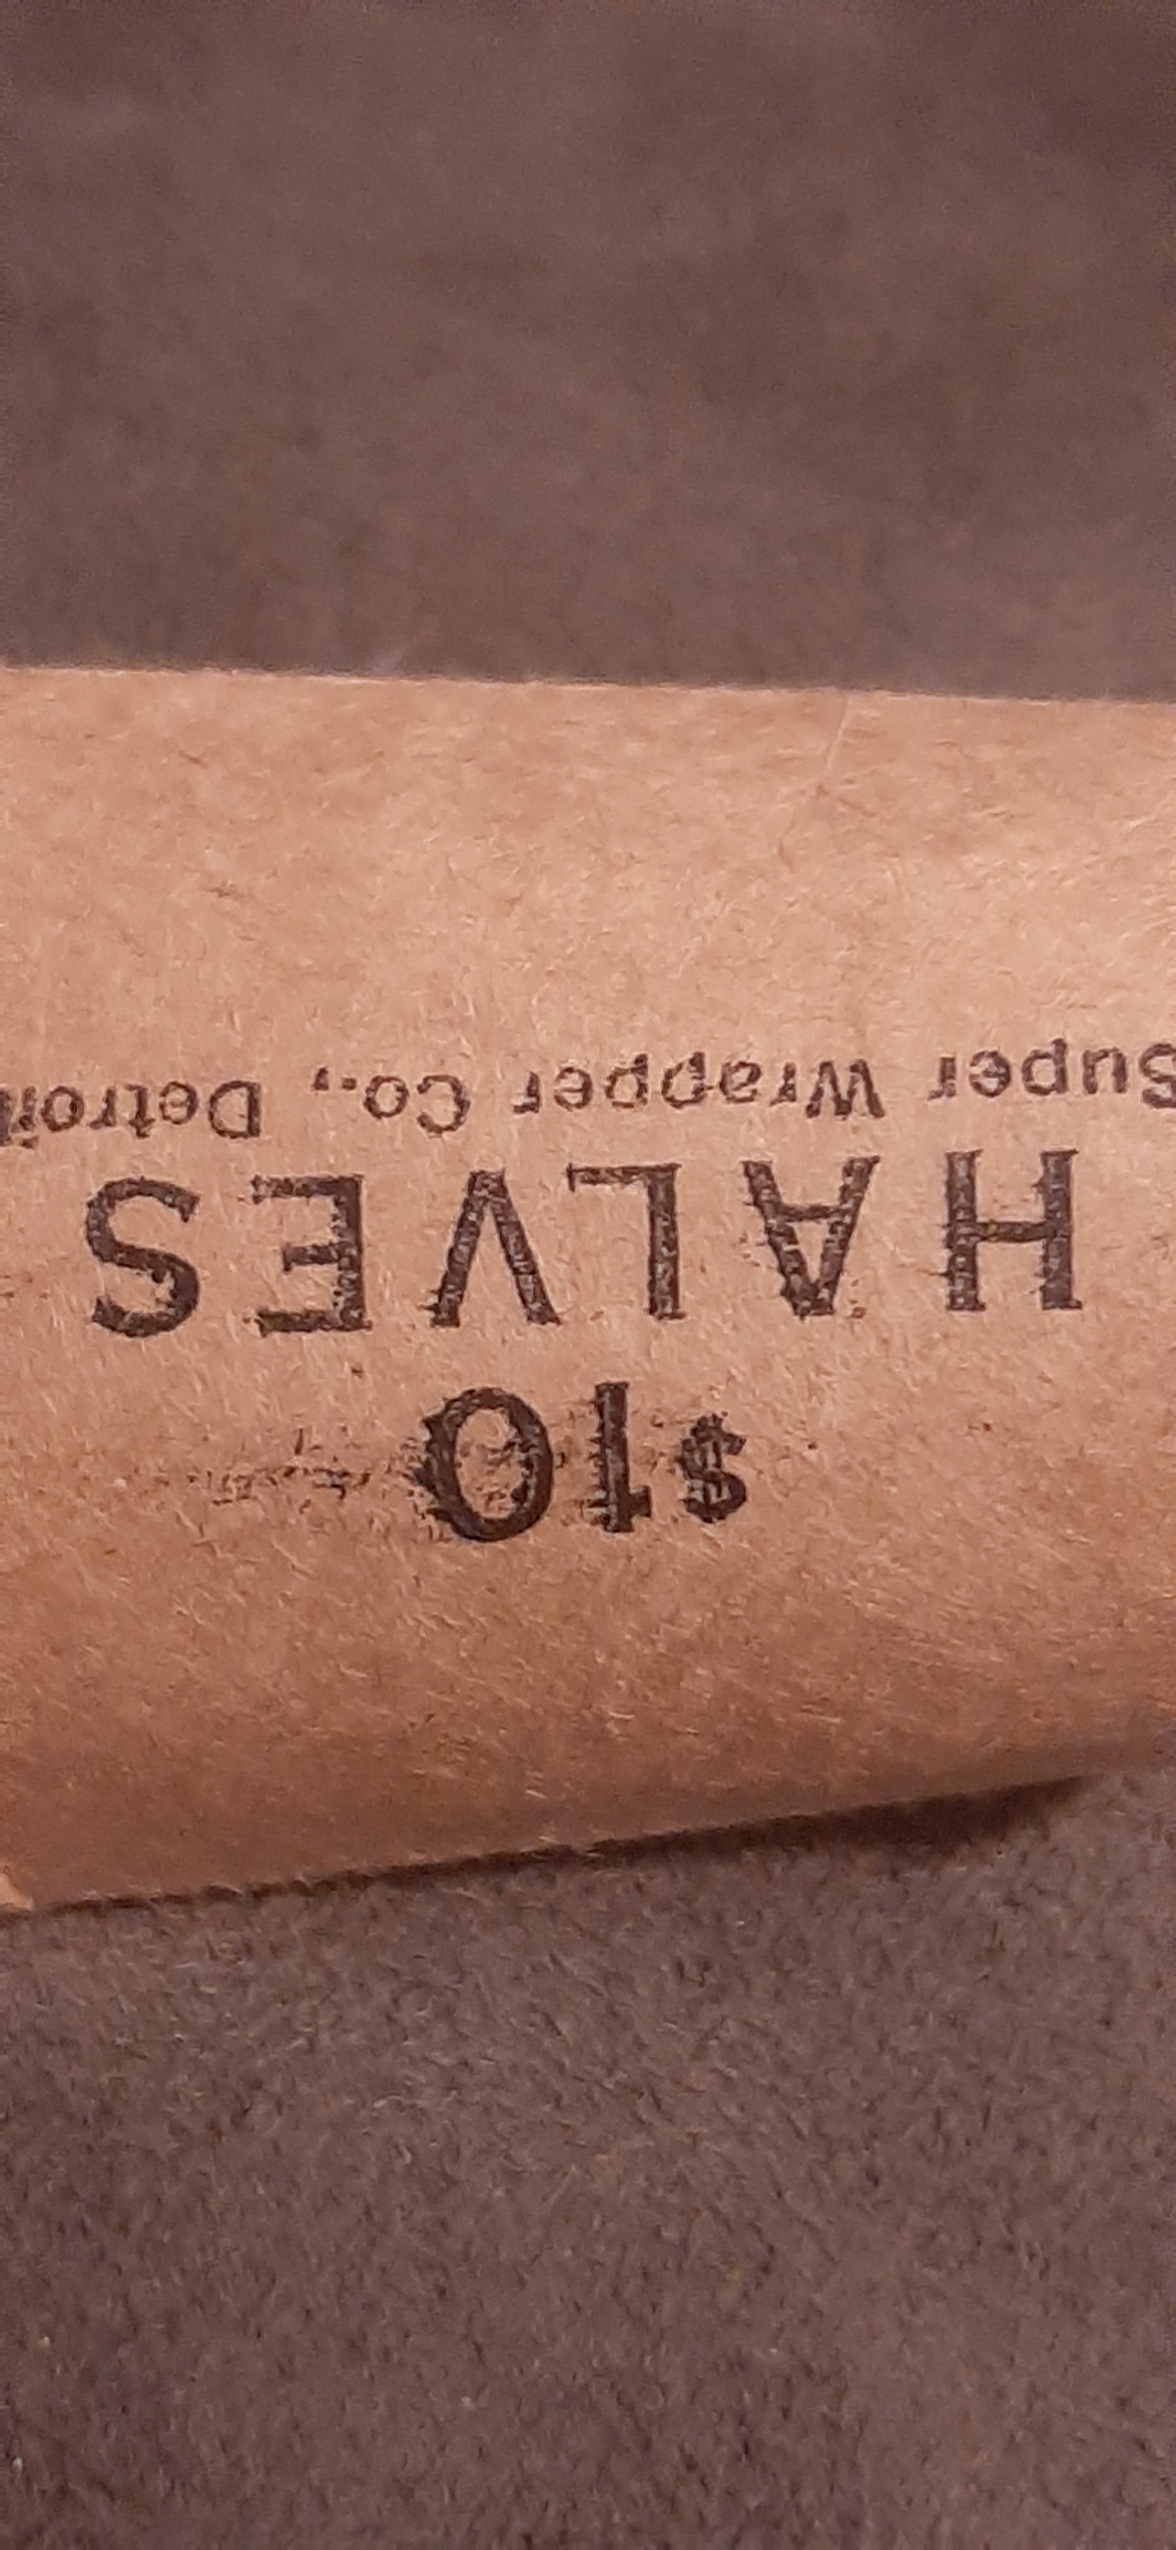 $10
HALVES
Super Wrapper Co., Detroit